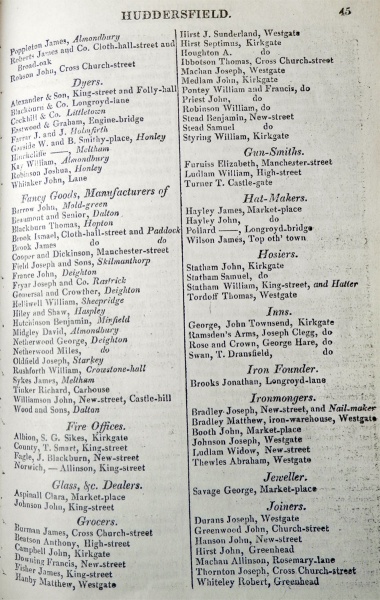 HUDDERSFIELD. 45
Poppleton James, Almondbury
Roberts James and Co. Cloth-hall-street and
Broad-oak
Robson John, Cross Church-street
Dyers.
Alexander & Son, King-street and Folly-hall
Blackburn & Co. Longroyd-lane
Cockhill & Co. Littletown
Eastwood & Graham, Engine-bridge
Farrer J. and J. Holmfirth
Garside W. and B. Smithy-place, Honley
Hinchcliffe ——, Meltham
Kay William, Almondbury
Robinson Joshua, Honley
Whitaker John, Lane
Fancy Goods, Manufacturers of
Barrow John, Mold-green
Beaumont and Senior, Dalton
Blackburn Thomas, Hopton
Brook Ismael, Cloth-hall-street and Paddock
Brook James do do
Cooper and Dickinson, Manchester-street
Field Joseph and Sons, Skilmanthorp
France John, Deighton
Fryar Joseph and Co. Rastrick
Gomersal and Crowther, Deighton
Helliwell William, Sheepridge
Hiley and Shaw, Haspley
Hutchinson Benjamin, Mirfield
Midgley David, Almondbury
Netherwood George, Deighton
Netherwood Miles, do
Oldfield Joseph, Starkey
Rushforth William, Crowstone-hall
Sykes James, Meltham
Tinker Richard, Carhouse
Williamson John, New-street, Castle-hill
Wood and Sons, Dalton
Fire Offices.
Albion, S. G. Sikes, Kirkgate
County, T. Smart, King-street
Eagle, J. Blackburn, New-street
Norwich, — Allinson, King-street
Glass, &c. Dealers.
Aspinall Clara, Market-place
Johnson John, King-street
Grocers.
Burman James, Cross Church-street
Bentson Anthony, High-street
Campbell John, Kirkgate
Downing Francis, New-street
Fisher James, King-street
Hanby Matthew, Westgate
Hirst J. Sunderland, Westgate
Hirst Septimus, Kirkgate
Houghton A. do
Ibbotson Thomas, Cross Church-street
Machan Joseph, Westgate
Medlam John, Kirkgate
Pontey William and Francis, do
Priest John, do
Robinson William, do
Stead Benjamin, New-street
Stead Samuel do
Styring William, Kirkgate
Gun-Smiths.
Furniss Elizabeth, Manchester-street
Ludlam William, High-street
Turner T. Castle-gate
Hat-Makers.
Hayley James, Market-place
Hayley John, do
Pollard ——, Longroyd-bridge
Wilson James, Top oth' town
Hosiers.
Statham John, Kirkgate
Statham Samuel, do
Statham William, King-street, and Hatter
Tordoff Thomas, Westgate
Inns.
George, John Townsend, Kirkgate
Ramsden's Arms, Joseph Clegg, do
Rose and Crown, George Hare, do
Swan, T. Dransfield, do
Iron Founder.
Brooks Jonathan, Longroyd-lane
Ironmongers.
Bradley Joseph, New-street, and Nail-maker
Bradley Matthew, iron-warehouse, Westgate
Booth John, Market-place
Johnson Joseph, Westgate
Ludlam Widow, New-street
Thewles Abraham, Westgate
Jeweller.
Savage George, Market-place
Joiners.
Durans Joseph, Westgate
Greenwood John, Church-street
Hanson John, New-street
Hirst John, Greenhead
Machau Allinson, Rosemary-lane
Thornton Joseph, Cross Church-street
Whiteley Robert, Greenhead